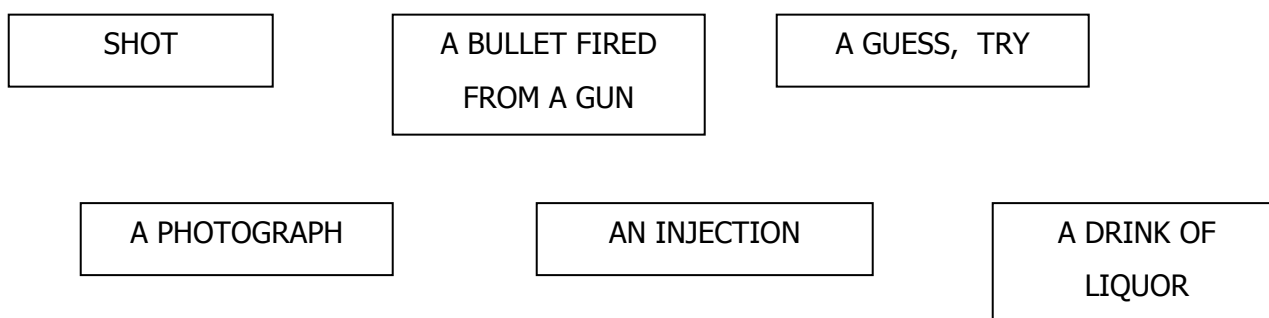 SHOT
A BULLET FIRED
FROM A GUN
A GUESS,  TRY
A PHOTOGRAPH
AN INJECTION
A DRINK OF
LIQUOR